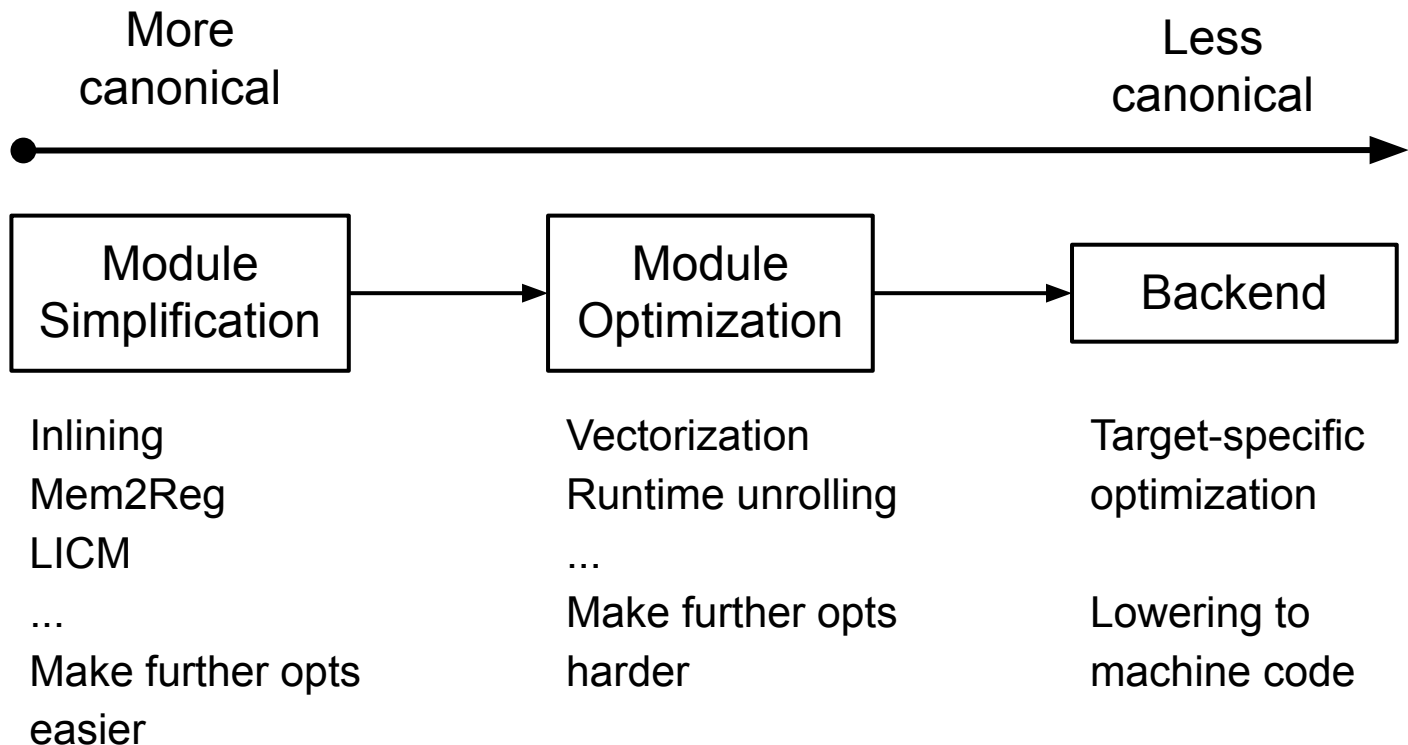 More
canonical
Less
canonical
Module
Simplification
Module
Optimization
Backend
Inlining
Mem2Reg
LICM
...
Make further opts
easier
Vectorization
Runtime unrolling
...
Make further opts
harder
Target-specific
optimization
Lowering to
machine code